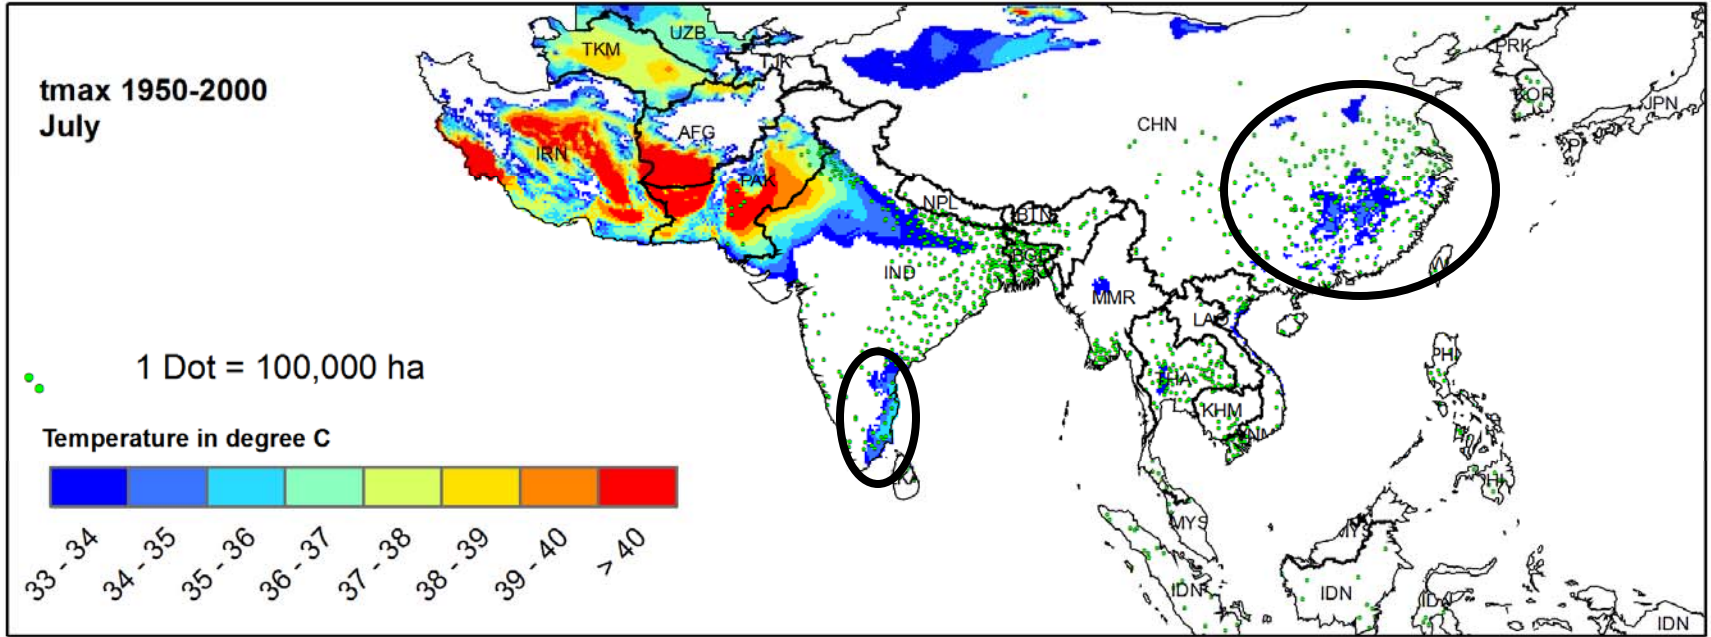 tmax 1950-2000
July
UZB
TKM
TJK
PRK
KOR
JPN
AFG
CHN
IRN
PAK
NPL
BTN
BGD
IND
MMR
LAO
PHL
THA
KHM
VNM
MYS
IDN
IDN
IDN
1 Dot = 100,000 ha
Temperature in degree C
33 - 34
34 - 35
35 - 36
36 - 37
37 - 38
38 - 39
39 - 40
> 40